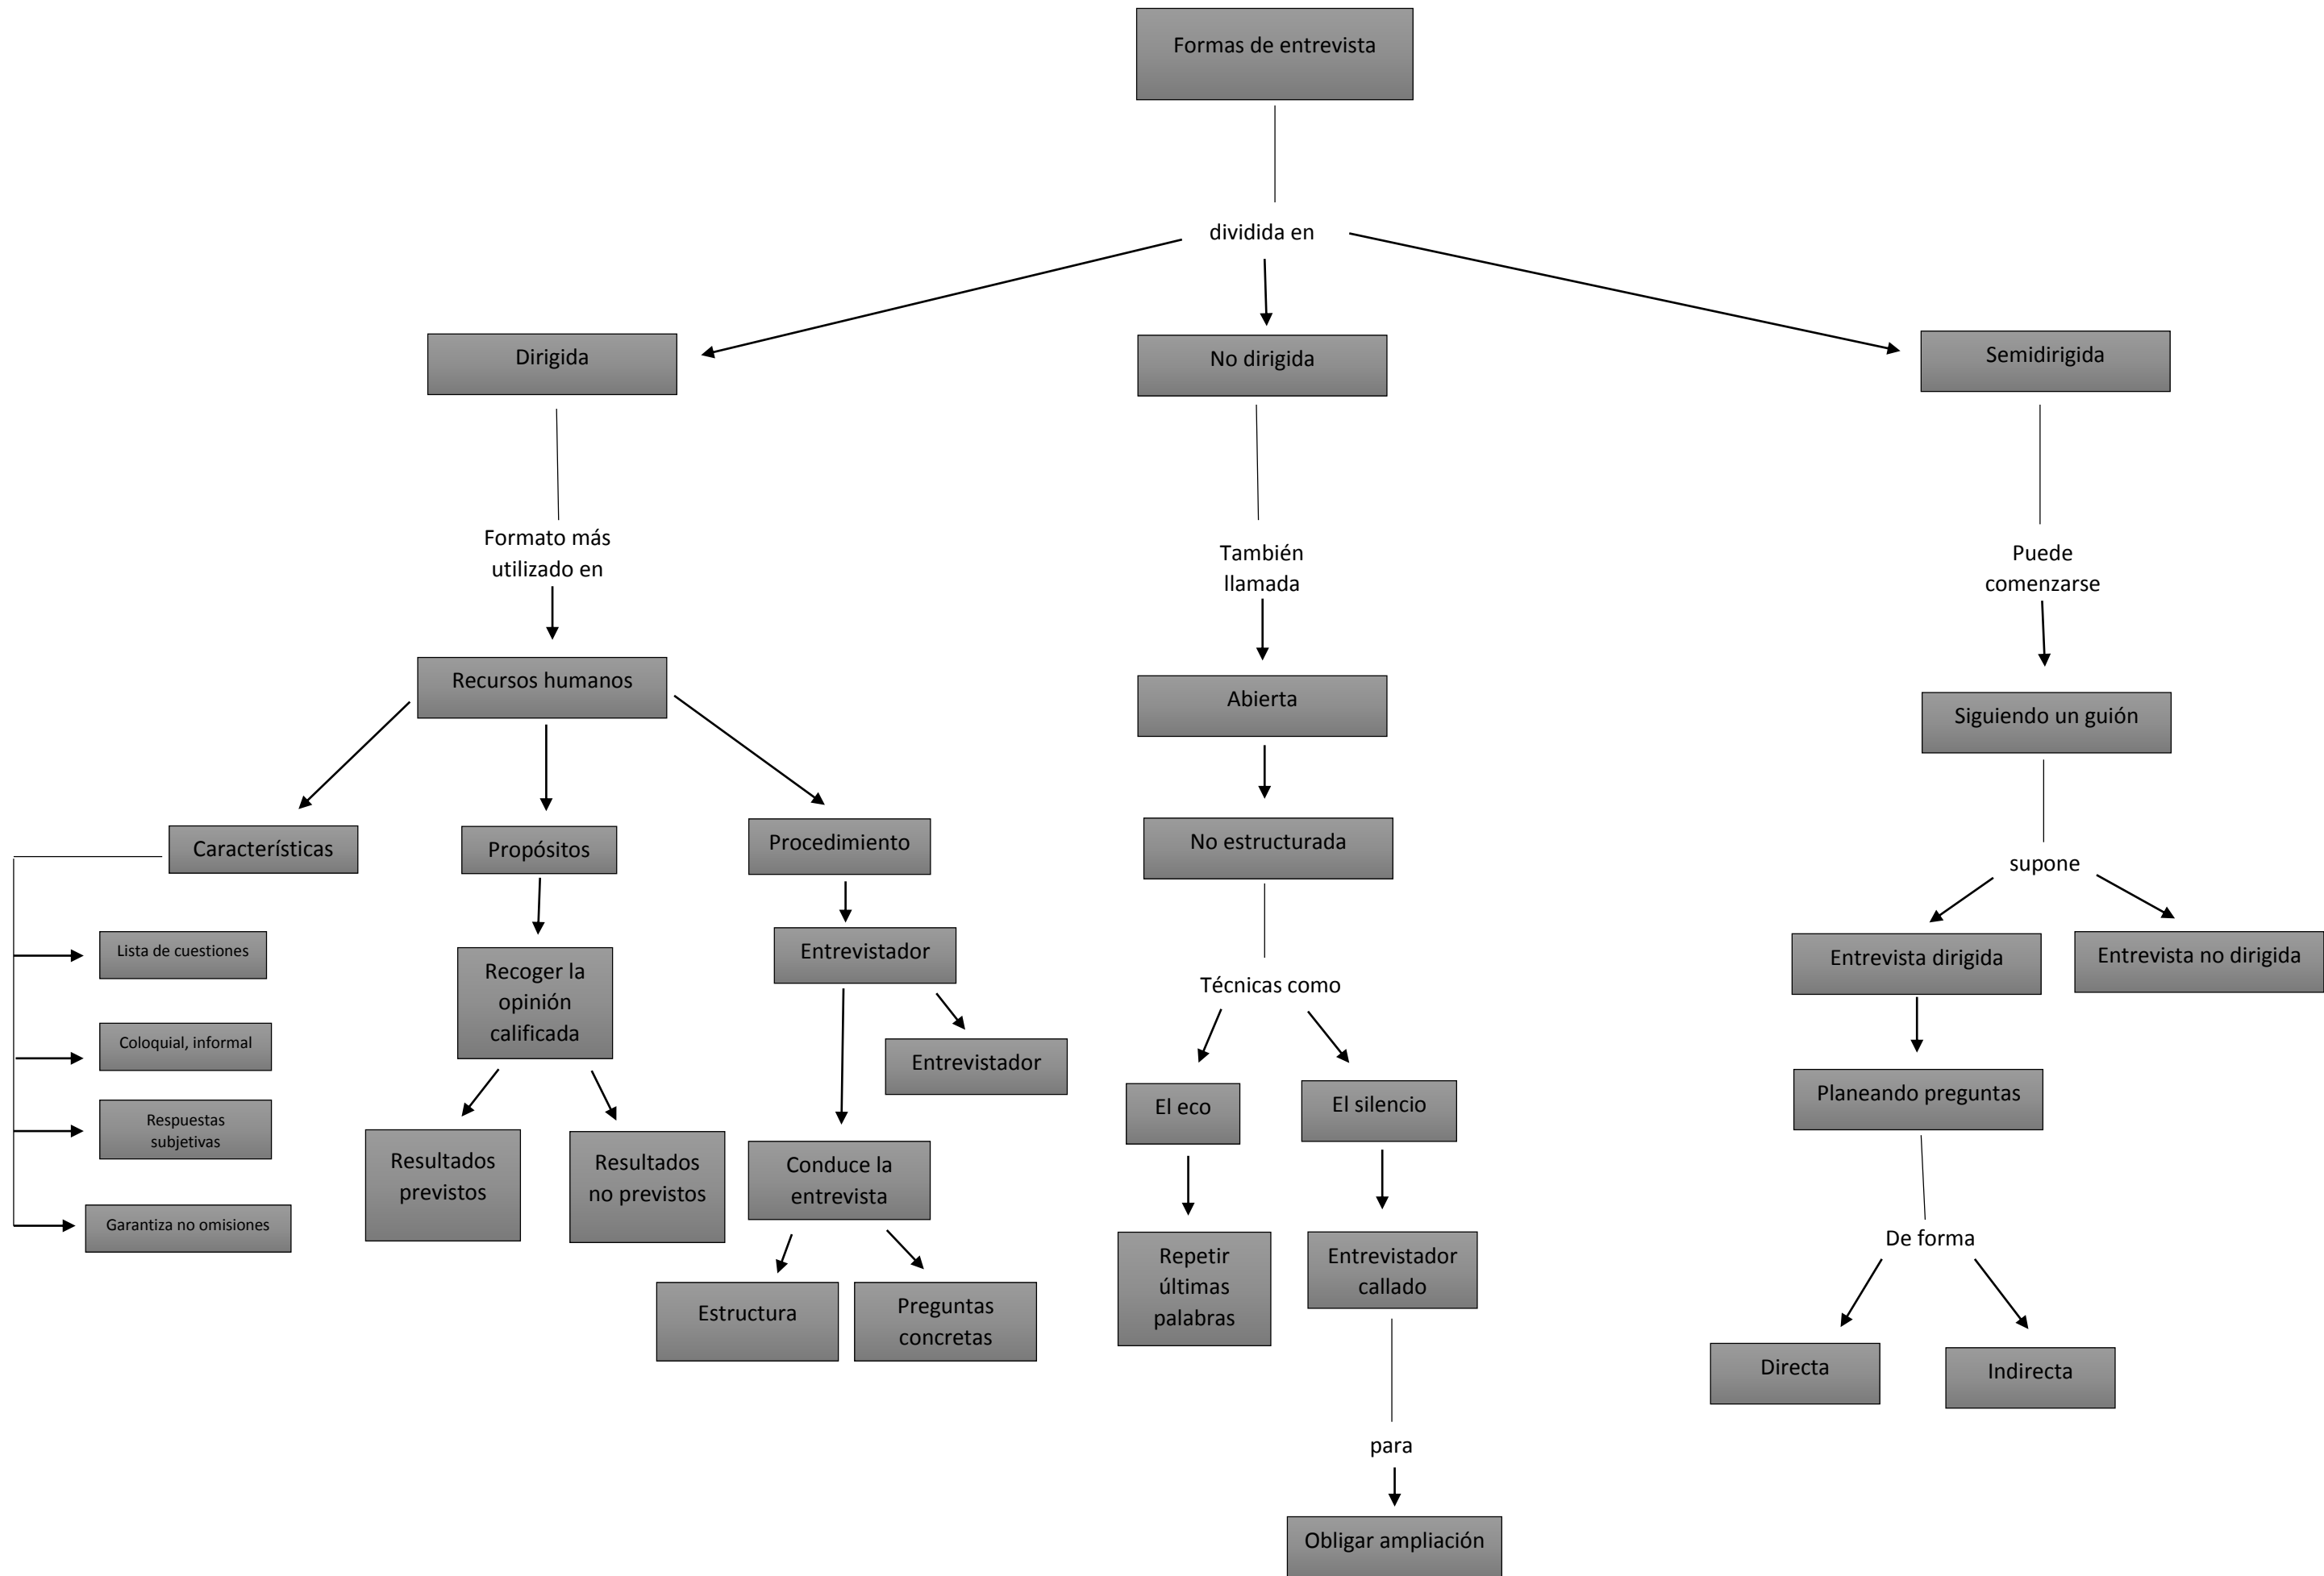 Formas de entrevista
dividida en
Dirigida
No dirigida
Semidirigida
Formato más
utilizado en
También
llamada
Puede
comenzarse
Recursos humanos
Abierta
Siguiendo un guión
Características
Propósitos
Procedimiento
No estructurada
supone
Lista de cuestiones
Coloquial, informal
Respuestas
subjetivas
Garantiza no omisiones
Recoger la
opinión
calificada
Resultados
previstos
Resultados
no previstos
Entrevistador
Entrevistador
Conduce la
entrevista
Estructura
Preguntas
concretas
Técnicas como
El eco
El silencio
Repetir
últimas
palabras
Entrevistador
callado
para
Obligar ampliación
Entrevista dirigida
Entrevista no dirigida
Planeando preguntas
De forma
Directa
Indirecta